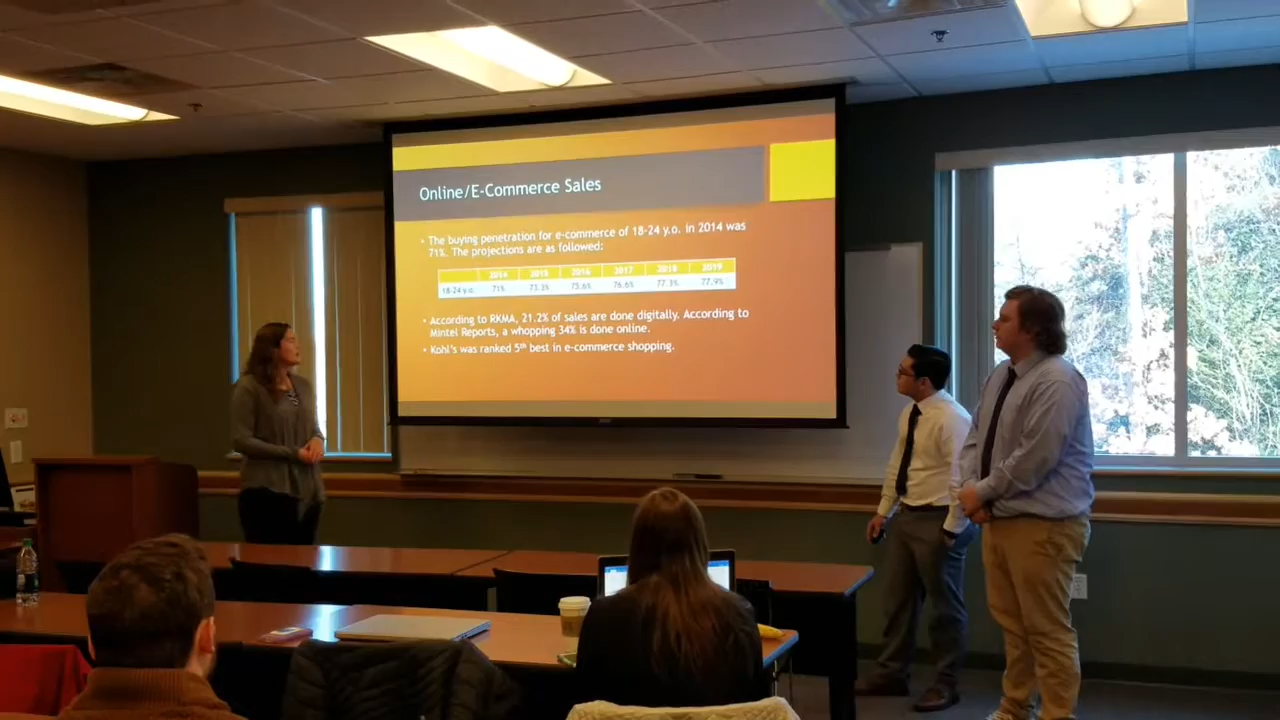 Online/E-Commerce Sales
• The buying penetration for e-commerce of 18-24 y.o. in 2014 was
71%. The projections are as followed:
2014 2015 2016 2017 2018 2019
18-24 y.o. 71% 73.3% 75.6% 76.6% 77.3% 77.9%
• According to RKMA, 21.2% of sales are done digitally. According to
Mintel Reports, a whopping 34% is done online.
• Kohl's was ranked 5th best in e-commerce shopping.